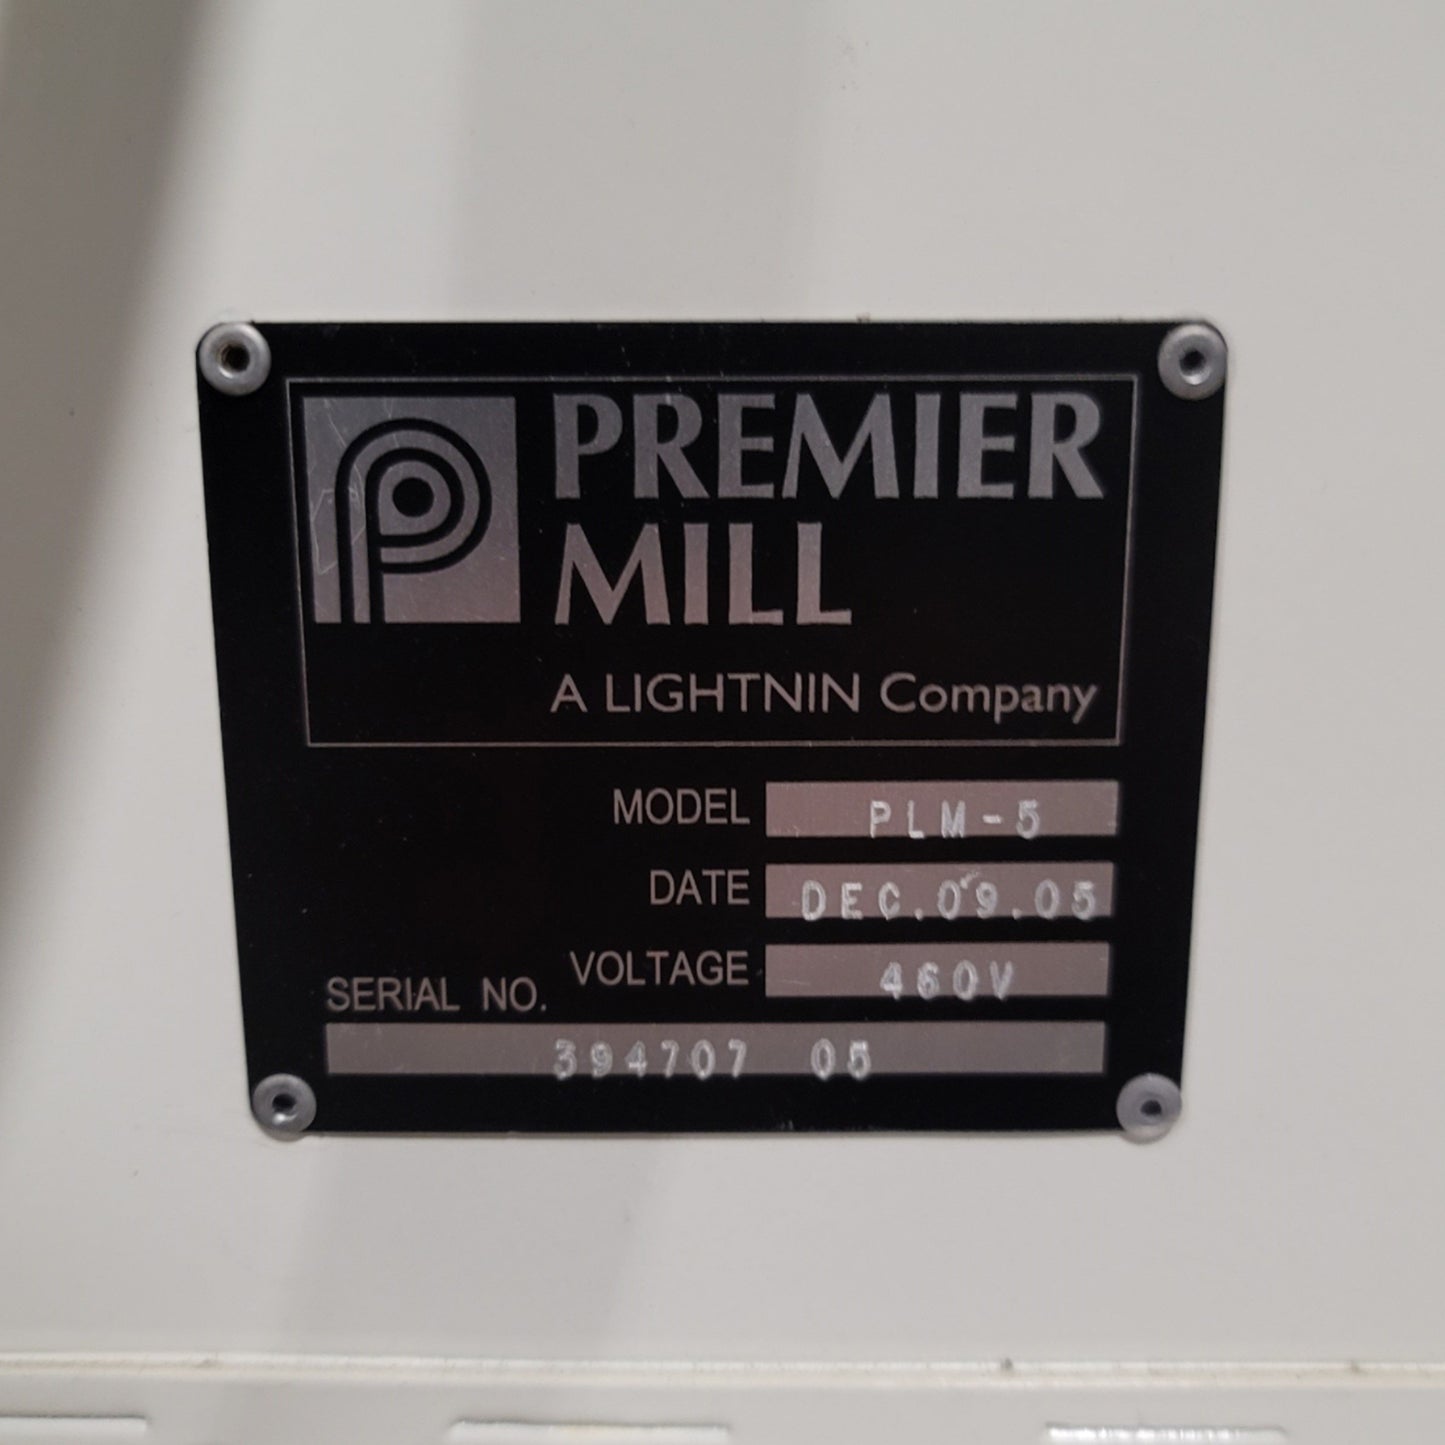 PREMIER
MILL
A LIGHTNIN Company
MODEL PLM-5
DATE DEC.09.05
VOLTAGE 460V
SERIAL NO.
394707 05